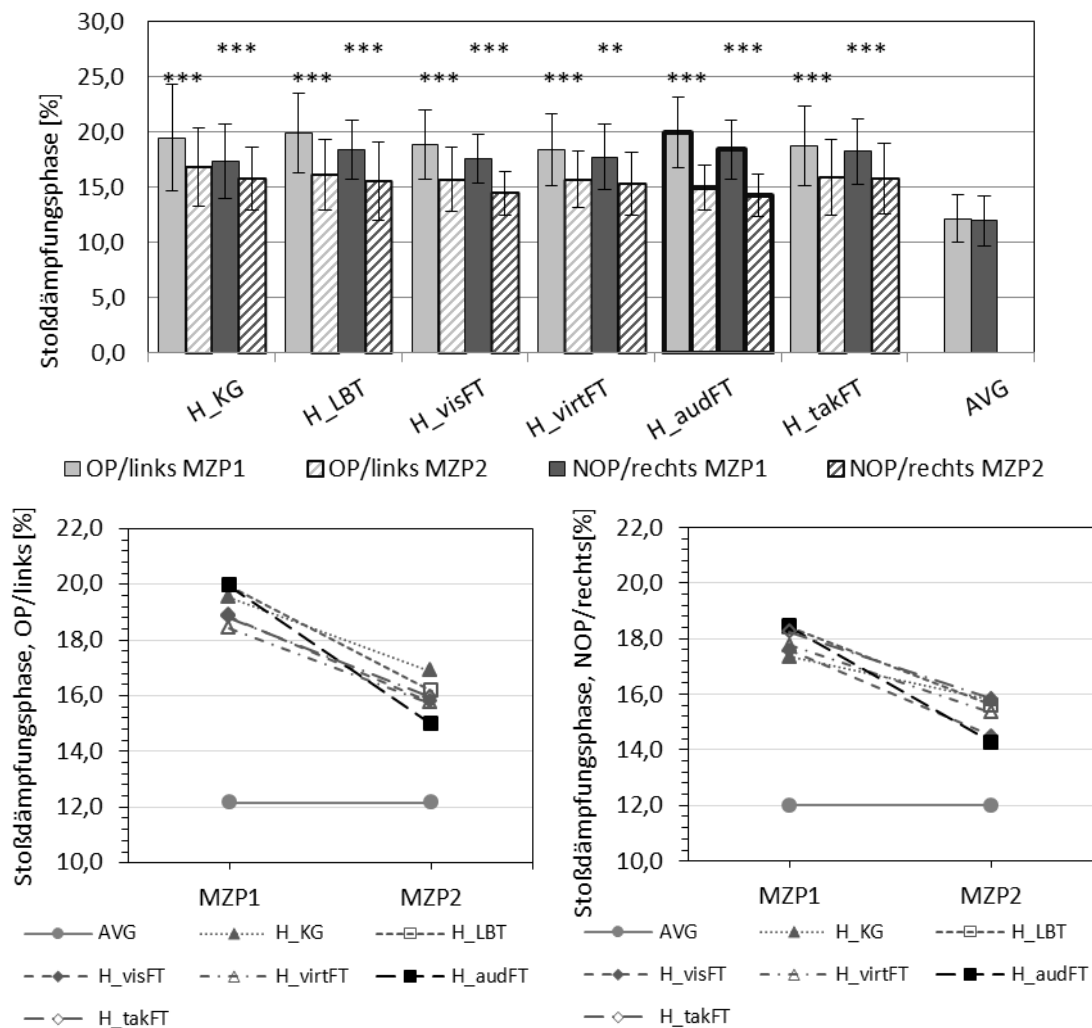 Stoßdämpfungsphase [%]
30,0
25,0
20,0
15,0
10,0
5,0
0,0
*** *** *** ** *** ***
*** *** *** *** *** ***
H_KG H_LBT H_visFT H_virtFT H_audFT H_takFT AVG
OP/links MZP1 OP/links MZP2 NOP/rechts MZP1 NOP/rechts MZP2
Stoßdämpfungsphase, OP/links[%]
22,0
20,0
18,0
16,0
14,0
12,0
10,0
MZP1 MZP2
AVG H_KG H_LBT
H_visFT H_virtFT H_audFT
H_takFT
Stoßdämpfungsphase, NOP/rechts[%]
22,0
20,0
18,0
16,0
14,0
12,0
10,0
MZP1 MZP2
AVG H_KG H_LBT
H_visFT H_virtFT H_audFT
H_takFT